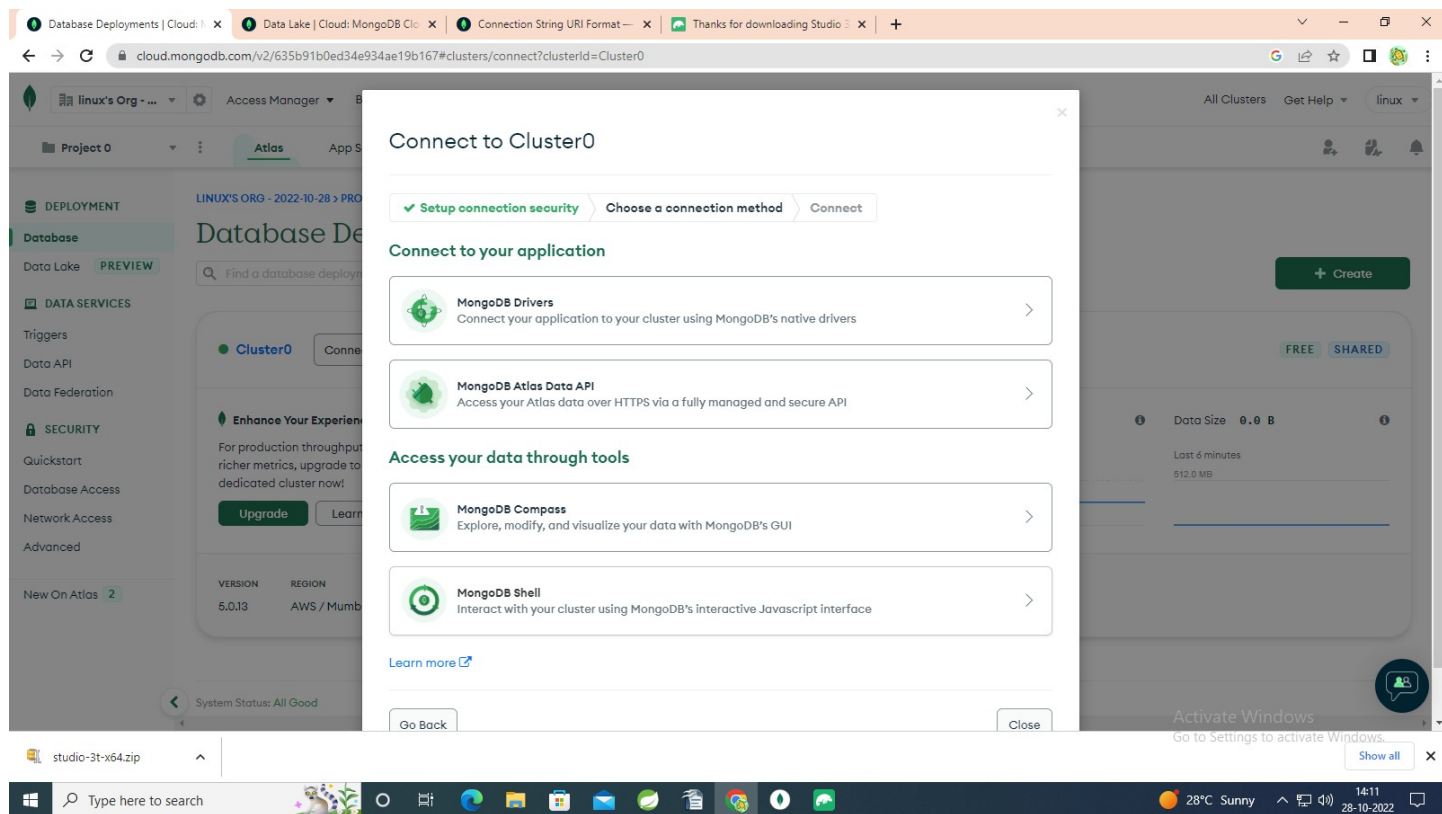 Database Deployments | Cloud: M
Data Lake | Cloud: MongoDB Clo
Connection String URI Format —
Thanks for downloading Studio 3
cloud.mongodb.com/v2/635b91b0ed34e934ae19b167#clusters/connect?clusterId=Cluster0
linux's Org - ...
Access Manager
B
All Clusters
Get Help
linux
Project 0
Atlas
App S
Connect to Cluster0
Setup connection security
Choose a connection method
Connect
DEPLOYMENT
Database
Data Lake PREVIEW
DATA SERVICES
Triggers
Data API
Data Federation
SECURITY
Quickstart
Database Access
Network Access
Advanced
New On Atlas 2
LINUX'S ORG - 2022-10-28 > PRO
Database De
Find a database deploym
+ Create
Cluster0
Conne
FREE SHARED
Enhance Your Experien
For production throughput
richer metrics, upgrade to
dedicated cluster now!
Upgrade
Learn
Data Size 0.0 B
Last 6 minutes
512.0 MB
VERSION
REGION
5.0.13
AWS / Mumb
System Status: All Good
Connect to your application
MongoDB Drivers
Connect your application to your cluster using MongoDB's native drivers
MongoDB Atlas Data API
Access your Atlas data over HTTPS via a fully managed and secure API
Access your data through tools
MongoDB Compass
Explore, modify, and visualize your data with MongoDB's GUI
MongoDB Shell
Interact with your cluster using MongoDB's interactive Javascript interface
Learn more
Go Back
Close
Activate Windows
Go to Settings to activate Windows.
studio-3t-x64.zip
Show all
Type here to search
28°C Sunny
14:11
28-10-2022